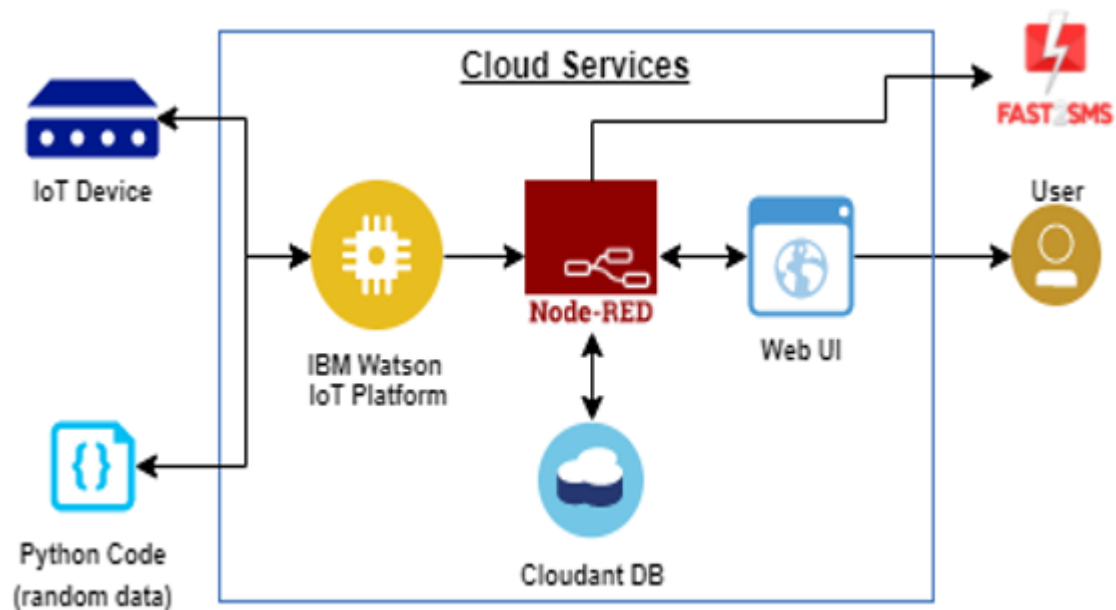 Cloud Services
FAST2SMS
IoT Device
User
Node-RED
IBM Watson
IoT Platform
Web UI
{}
Python Code
(random data)
Cloudant DB